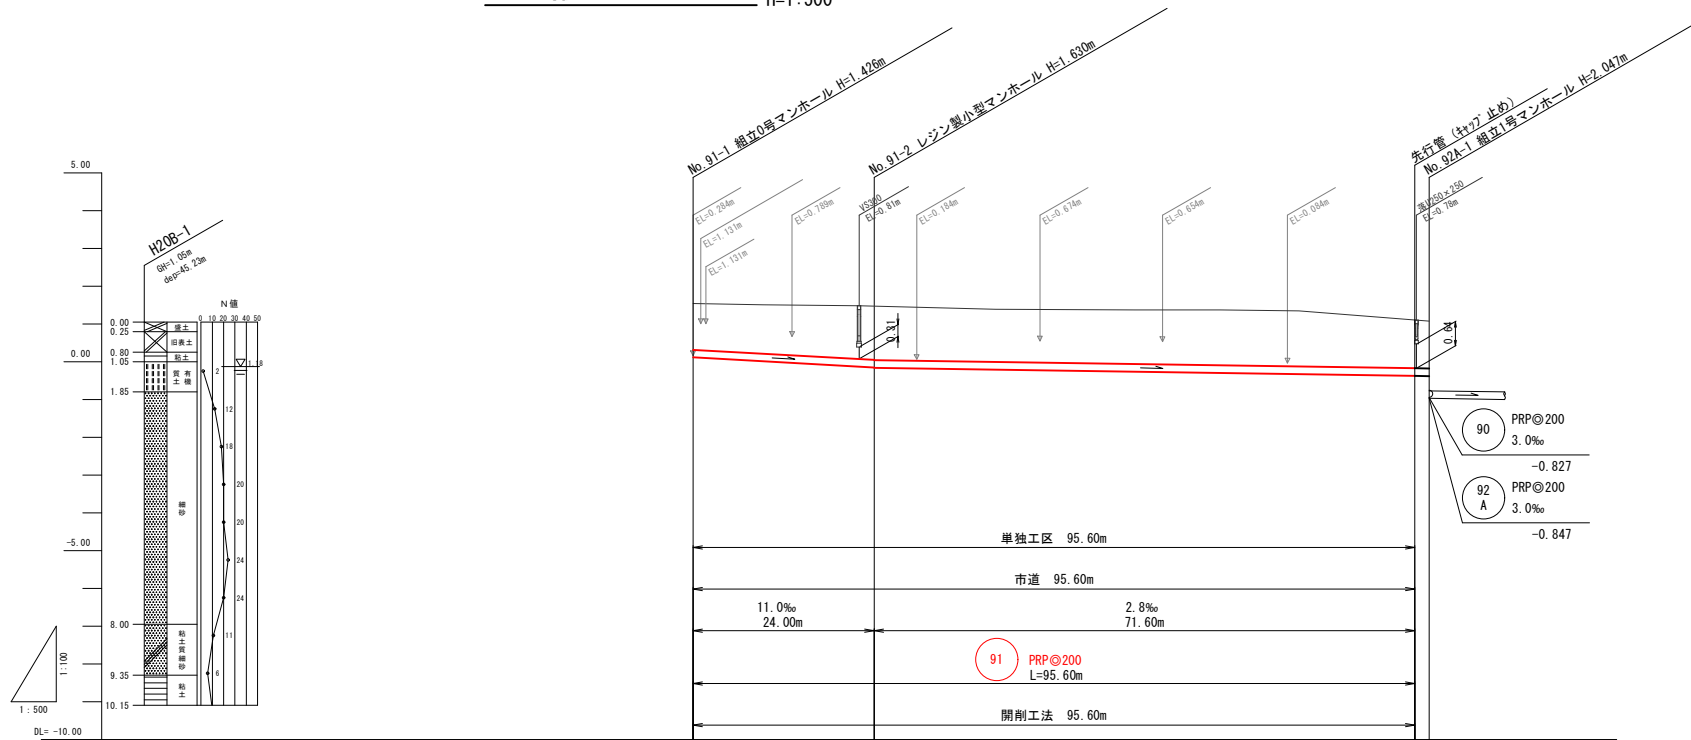 H=1:500
No.91-1 組立0号マンホール H=1.426m
No.91-2 レジン製小型マンホール H=1.630m
先行管 (キャップ止め)
No.92A-1 組立1号マンホール H=2.047m
5.00
0.00
-5.00
DL= -10.00
1:100
1:500
H20B-1
GH=1.05m
dep=45.23m
N値
0 10 20 30 40 50
0.00
0.25
0.80
1.05
1.85
8.00
9.35
10.15
盛土
旧表土
粘土
有機
質土
細砂
粘土質細砂
粘土
1.18
2
12
18
20
20
24
24
11
6
EL=0.284m
EL=1.131m
EL=1.131m
EL=0.789m
VS300
EL=0.81m
EL=0.184m
EL=0.674m
EL=0.654m
EL=0.084m
落U250×250
EL=0.78m
0.31
0.64
90
PRP◎200
3.0‰
-0.827
92
A
PRP◎200
3.0‰
-0.847
単独工区 95.60m
市道 95.60m
11.0‰
24.00m
2.8‰
71.60m
91
PRP◎200
L=95.60m
開削工法 95.60m